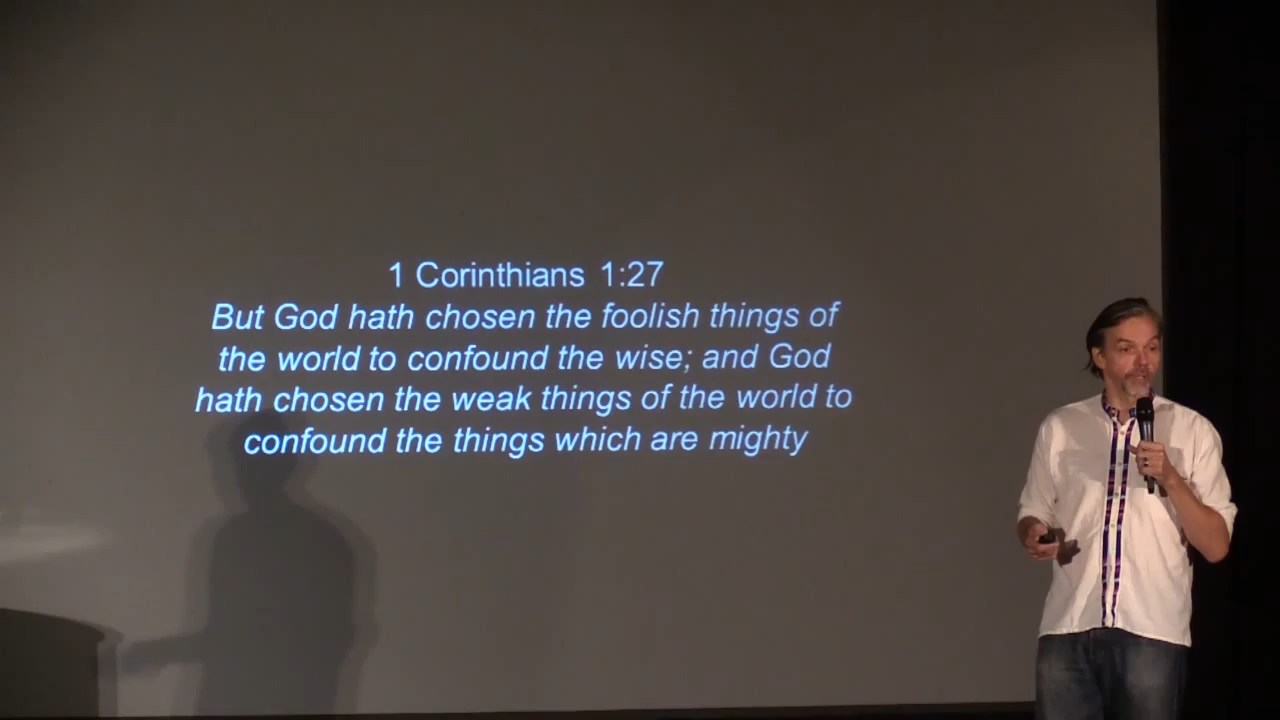 1 Corinthians 1:27
But God hath chosen the foolish things of
the world to confound the wise; and God
hath chosen the weak things of the world to
confound the things which are mighty